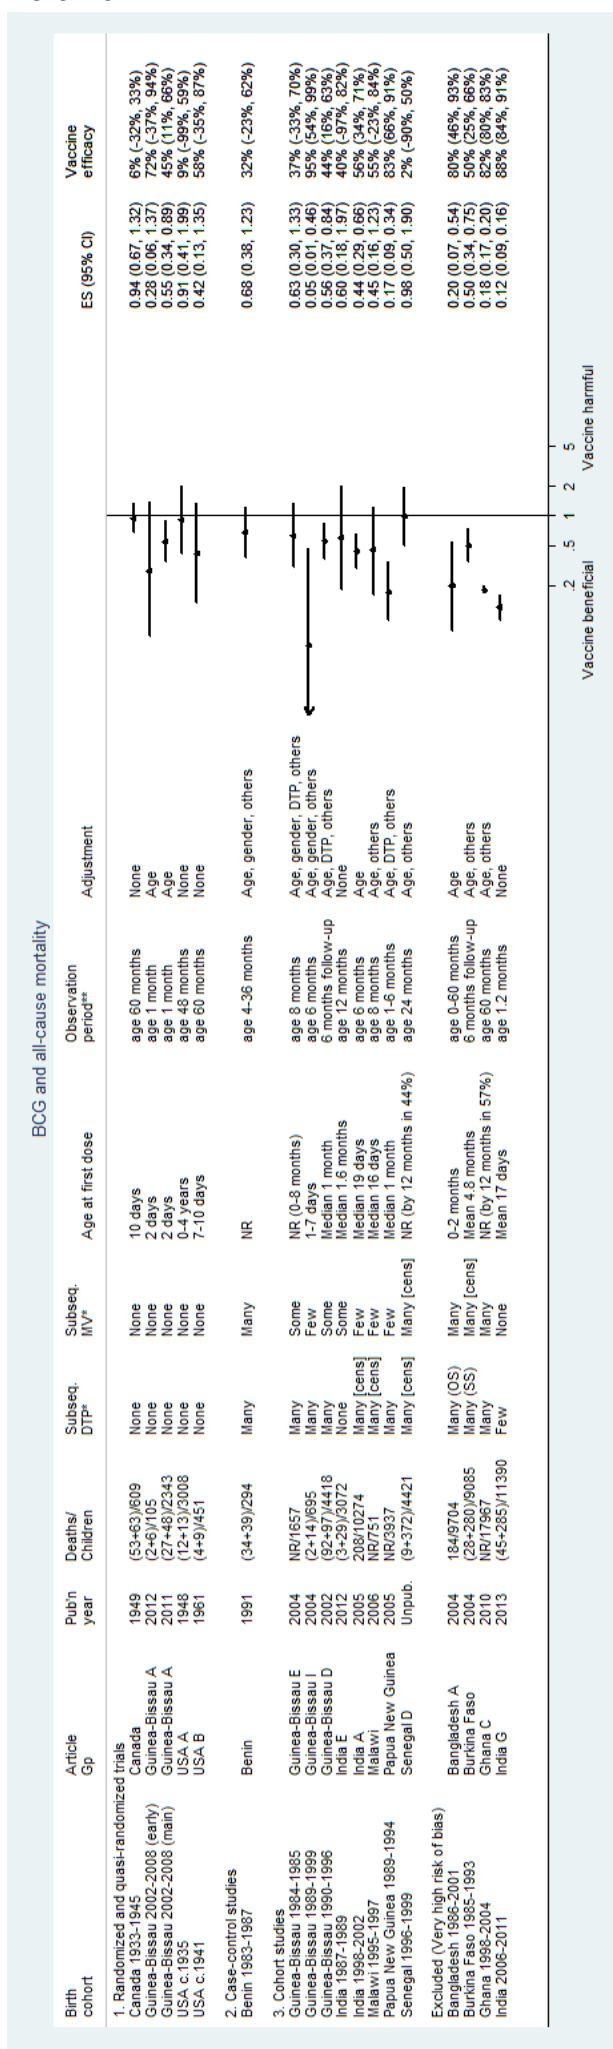 BCG and all-cause mortality
Birth cohort Article Gp Pub'n year Deaths/ Children Subseq. DTP* Subseq. MV* Age at first dose Observation period** Adjustment ES (95% CI) Vaccine efficacy
1. Randomized and quasi-randomized trials
Canada 1933-1945 Canada 1949 (53+63)/609 None None 10 days age 60 months None 0.94 (0.67, 1.32) 6% (-32%, 33%)
Guinea-Bissau 2002-2008 (early) Guinea-Bissau A 2012 (2+6)/105 None None 2 days age 1 month Age 0.28 (0.06, 1.37) 72% (-37%, 94%)
Guinea-Bissau 2002-2008 (main) Guinea-Bissau A 2011 (27+48)/2343 None None 2 days age 1 month Age 0.55 (0.34, 0.89) 45% (11%, 66%)
USA c.1935 USA A 1948 (12+13)/3008 None None 0-4 years age 48 months None 0.91 (0.41, 1.99) 9% (-99%, 59%)
USA c.1941 USA B 1961 (4+9)/451 None None 7-10 days age 60 months None 0.42 (0.13, 1.35) 58% (-35%, 87%)
2. Case-control studies
Benin 1983-1987 Benin 1991 (34+39)/294 Many Many NR age 4-36 months Age, gender, others 0.68 (0.38, 1.23) 32% (-23%, 62%)
3. Cohort studies
Guinea-Bissau 1984-1985 Guinea-Bissau E 2004 NR/1657 Many Some NR (0-8 months) age 8 months Age, gender, DTP, others 0.63 (0.30, 1.33) 37% (-33%, 70%)
Guinea-Bissau 1989-1999 Guinea-Bissau I 2004 (2+14)/695 Many Few 1-7 days age 6 months Age, gender, others 0.05 (0.01, 0.46) 95% (54%, 99%)
Guinea-Bissau 1990-1996 Guinea-Bissau D 2002 (92+97)/4418 Many Some Median 1 month 6 months follow-up Age, DTP, others 0.56 (0.37, 0.84) 44% (16%, 63%)
India 1987-1989 India E 2012 (3+29)/3072 None Some Median 1.6 months age 12 months None 0.60 (0.18, 1.97) 40% (-97%, 82%)
India 1998-2002 India A 2005 208/10274 Many [cens] Few Median 19 days age 6 months Age 0.44 (0.29, 0.66) 56% (34%, 71%)
Malawi 1995-1997 Malawi 2006 NR/751 Many [cens] Few Median 16 days age 8 months Age, others 0.45 (0.16, 1.23) 55% (-23%, 84%)
Papua New Guinea 1989-1994 Papua New Guinea 2005 NR/3937 Many Few Median 1 month age 1-6 months Age, DTP, others 0.17 (0.09, 0.34) 83% (66%, 91%)
Senegal 1996-1999 Senegal D Unpub. (9+372)/4421 Many [cens] Many [cens] NR (by 12 months in 44%) age 24 months Age, others 0.98 (0.50, 1.90) 2% (-90%, 50%)
Excluded (Very high risk of bias)
Bangladesh 1986-2001 Bangladesh A 2004 184/9704 Many (OS) Many 0-2 months age 0-60 months Age 0.20 (0.07, 0.54) 80% (46%, 93%)
Burkina Faso 1985-1993 Burkina Faso 2004 (28+280)/9085 Many (SS) Many [cens] Mean 4.8 months 6 months follow-up Age, others 0.50 (0.34, 0.75) 50% (25%, 66%)
Ghana 1998-2004 Ghana C 2010 NR/17967 Many Many NR (by 12 months in 57%) age 60 months Age, others 0.18 (0.17, 0.20) 82% (80%, 83%)
India 2006-2011 India G 2013 (45+285)/11390 Few None Mean 17 days age 1.2 months None 0.12 (0.09, 0.16) 88% (84%, 91%)
.2 .5 1 2 5
Vaccine beneficial Vaccine harmful